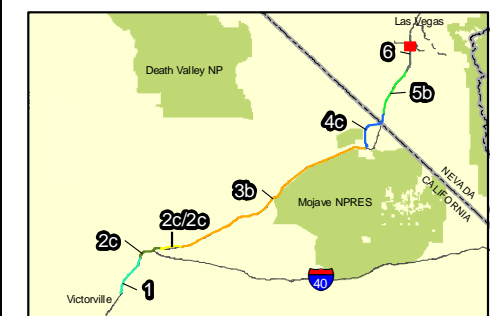 Las Vegas
6
Death Valley NP
5b
4c
NEVADA
CALIFORNIA
3b
Mojave NPRES
2c/2c
2c
40
1
Victorville